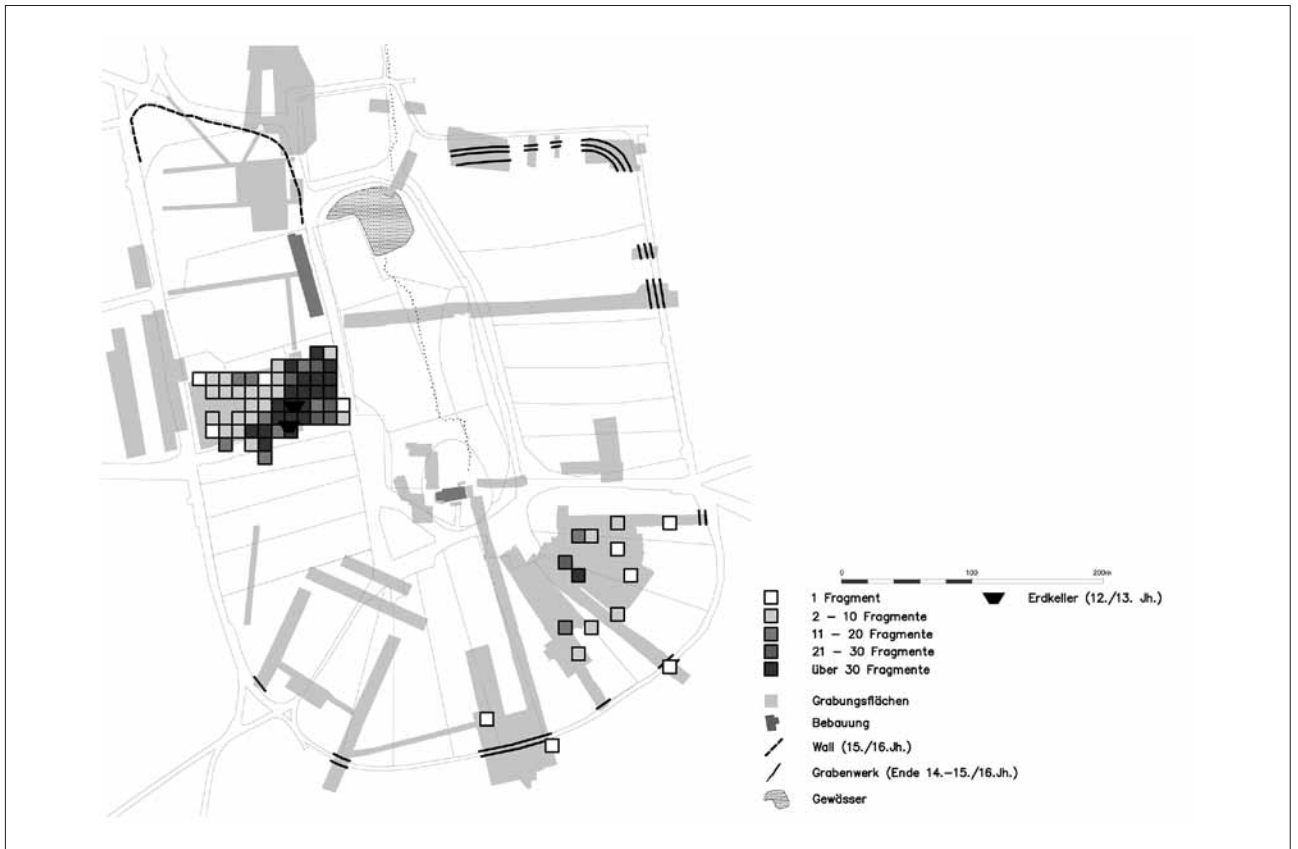 0 100 200m
1 Fragment
2 – 10 Fragmente
11 – 20 Fragmente
21 – 30 Fragmente
über 30 Fragmente
Erdkeller (12./13. Jh.)
Grabungsflächen
Bebauung
Wall (15./16.Jh.)
Grabenwerk (Ende 14.–15./16.Jh.)
Gewässer